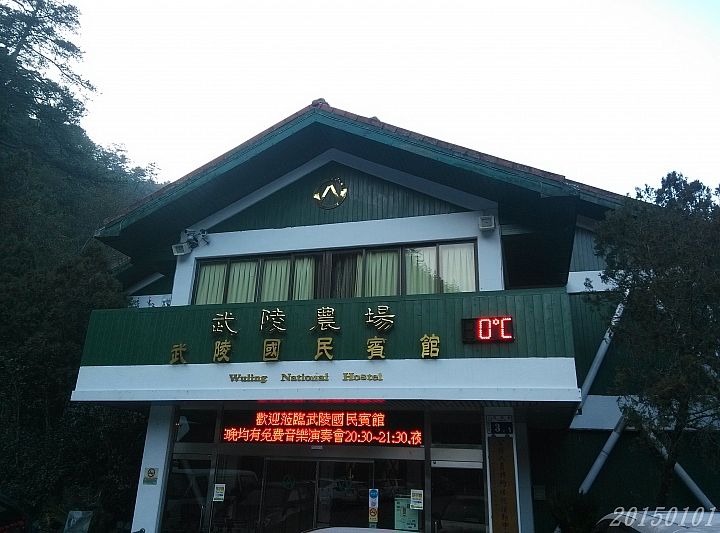 武陵農場
武陵國民賓館
0°C
Wuling National Hostel
歡迎蒞臨武陵國民賓館
晚均有免費音樂演奏會20:30~21:30,夜
20150101